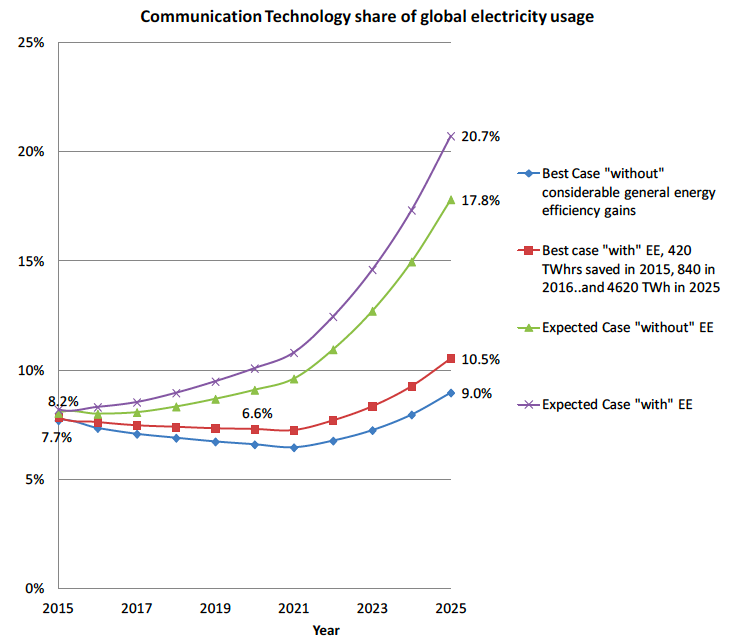 Communication Technology share of global electricity usage
25%
20%
15%
10%
5%
0%
20.7%
17.8%
10.5%
9.0%
8.2%
7.7%
6.6%
Best Case "without"
considerable general energy
efficiency gains
Best case "with" EE, 420
TWhrs saved in 2015, 840 in
2016..and 4620 TWh in 2025
Expected Case "without" EE
Expected Case "with" EE
2015 2017 2019 2021 2023 2025
Year